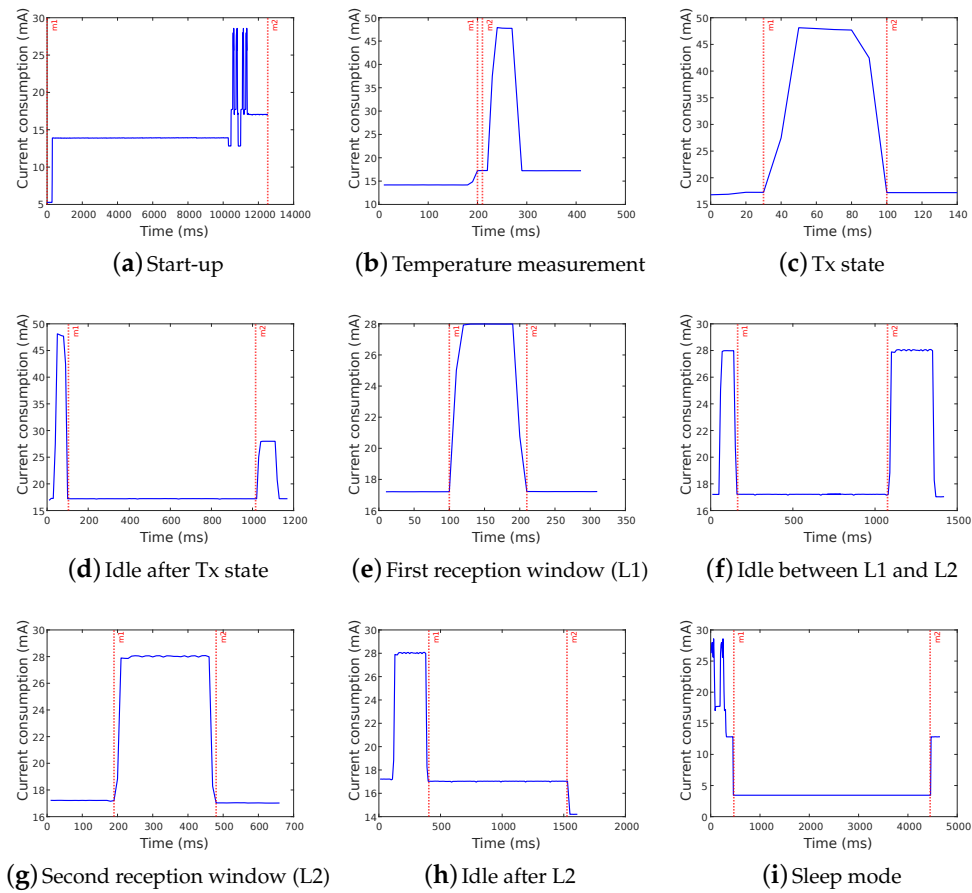 Current consumption (mA)
30
25
20
15
10
5
m1
m2
0 2000 4000 6000 8000 10000 12000 14000
Time (ms)
(a) Start-up
Current consumption (mA)
50
45
40
35
30
25
20
15
10
m1
m2
0 100 200 300 400 500
Time (ms)
(b) Temperature measurement
Current consumption (mA)
50
45
40
35
30
25
20
15
m1
m2
0 20 40 60 80 100 120 140
Time (ms)
(c) Tx state
Current consumption (mA)
50
45
40
35
30
25
20
15
m1
m2
0 200 400 600 800 1000 1200
Time (ms)
(d) Idle after Tx state
Current consumption (mA)
28
26
24
22
20
18
16
m1
m2
0 50 100 150 200 250 300 350
Time (ms)
(e) First reception window (L1)
Current consumption (mA)
30
28
26
24
22
20
18
16
m1
m2
0 500 1000 1500
Time (ms)
(f) Idle between L1 and L2
Current consumption (mA)
30
28
26
24
22
20
18
16
m1
m2
0 100 200 300 400 500 600 700
Time (ms)
(g) Second reception window (L2)
Current consumption (mA)
30
28
26
24
22
20
18
16
14
m1
m2
0 500 1000 1500 2000
Time (ms)
(h) Idle after L2
Current consumption (mA)
30
25
20
15
10
5
0
m1
m2
0 1000 2000 3000 4000 5000
Time (ms)
(i) Sleep mode